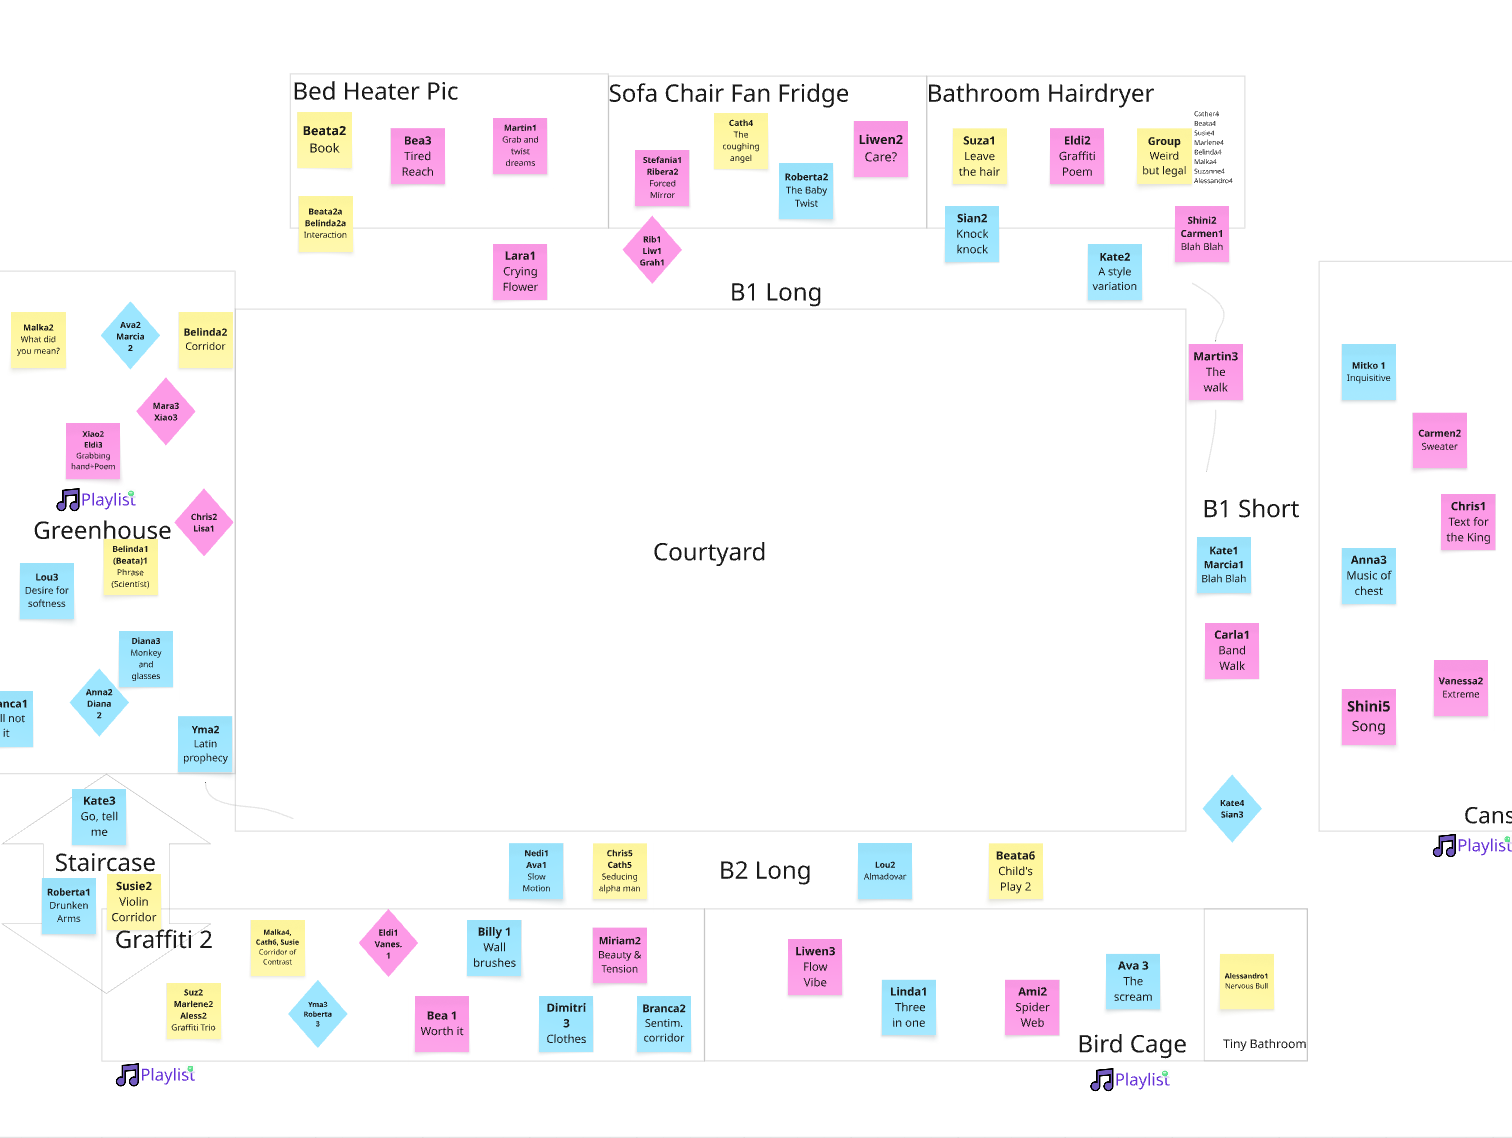 Bed Heater Pic
Beata2
Book
Bea3
Tired
Reach
Martin1
Grab and
twist
dreams
Beata2a
Belinda2a
Interaction
Lara1
Crying
Flower
Sofa Chair Fan Fridge
Stefania1
Ribera2
Forced
Mirror
Cath4
The
coughing
angel
Roberta2
The Baby
Twist
Liwen2
Care?
Rib1
Liw1
Grah1
Bathroom Hairdryer
Suza1
Leave
the hair
Eldi2
Graffiti
Poem
Group
Weird
but legal
Cather4
Beata4
Susie4
Marlene4
Belinda4
Malka4
Suzanne4
Alessandro4
Sian2
Knock
knock
Kate2
A style
variation
Shini2
Carmen1
Blah Blah
B1 Long
Malka2
What did
you mean?
Ava2
Marcia
2
Belinda2
Corridor
Mara3
Xiao3
Xiao2
Eldi3
Grabbing
hand+Poem
Playlist
Chris2
Lisa1
Greenhouse
Belinda1
(Beata)1
Phrase
(Scientist)
Lou3
Desire for
softness
Diana3
Monkey
and
glasses
Anna2
Diana
2
anca1
ll not
it
Yma2
Latin
prophecy
Courtyard
Martin3
The
walk
B1 Short
Kate1
Marcia1
Blah Blah
Carla1
Band
Walk
Kate4
Sian3
Mitko 1
Inquisitive
Carmen2
Sweater
Chris1
Text for
the King
Anna3
Music of
chest
Vanessa2
Extreme
Shini5
Song
Cans
Playlist
Kate3
Go, tell
me
Staircase
Roberta1
Drunken
Arms
Susie2
Violin
Corridor
Nedi1
Ava1
Slow
Motion
Chris5
Cath5
Seducing
alpha man
B2 Long
Lou2
Almadovar
Beata6
Child's
Play 2
Graffiti 2
Malka4,
Cath6, Susie
Corridor of
Contrast
Eldi1
Vanes.
1
Billy 1
Wall
brushes
Miriam2
Beauty &
Tension
Suz2
Marlene2
Aless2
Graffiti Trio
Yma3
Roberta
3
Bea 1
Worth it
Dimitri
3
Clothes
Branca2
Sentim.
corridor
Playlist
Liwen3
Flow
Vibe
Linda1
Three
in one
Ami2
Spider
Web
Ava 3
The
scream
Bird Cage
Playlist
Alessandro1
Nervous Bull
Tiny Bathroom